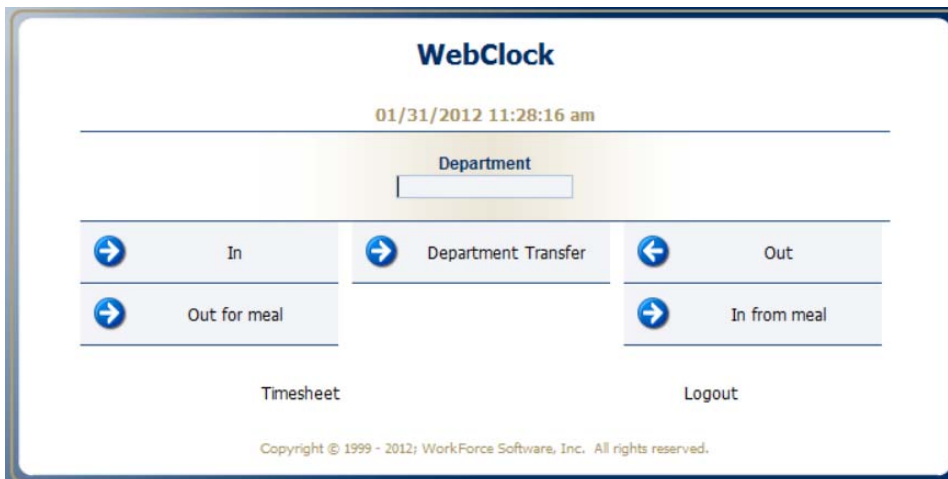 WebClock
01/31/2012 11:28:16 am
Department
In
Department Transfer
Out
Out for meal
In from meal
Timesheet
Logout
Copyright © 1999 - 2012; WorkForce Software, Inc. All rights reserved.